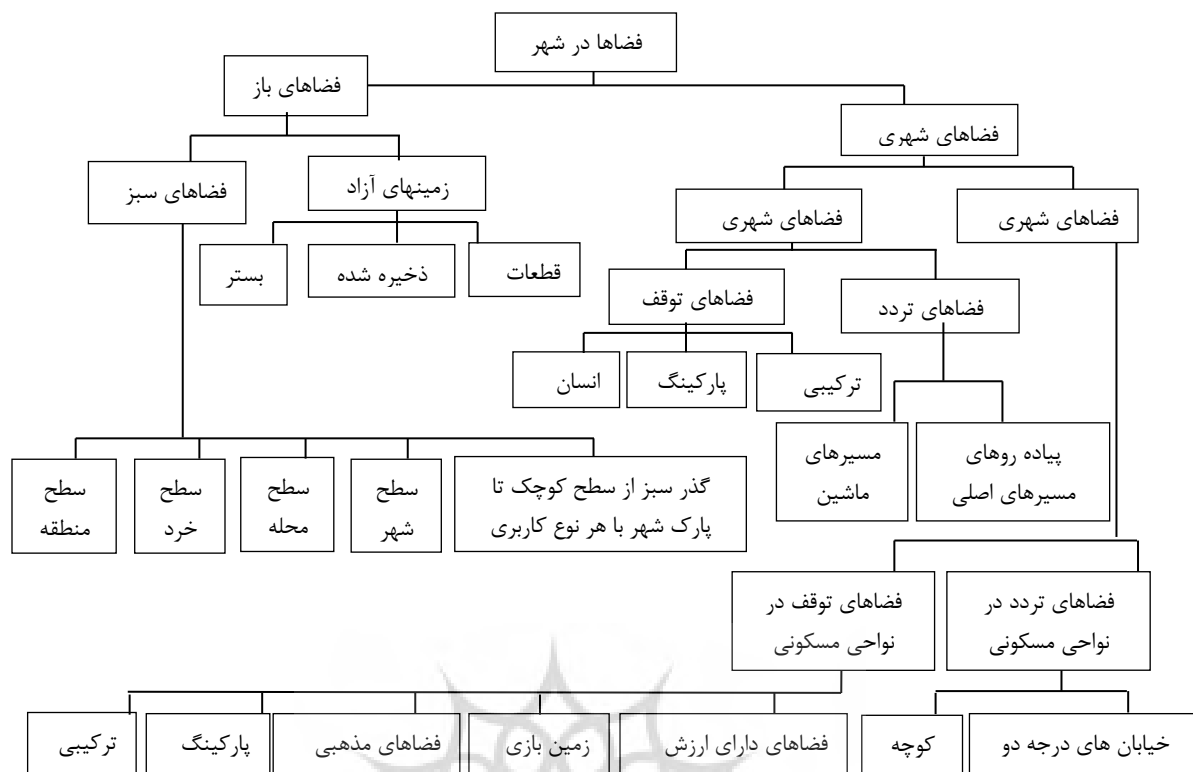 فضاها در شهر
فضاهای باز
فضاهای شهری
فضاهای سبز
زمینهای آزاد
فضاهای شهری
فضاهای شهری
بستر
ذخیره شده
قطعات
فضاهای توقف
فضاهای تردد
انسان
پارکینگ
ترکیبی
مسیرهای
ماشین
پیاده روهای
مسیرهای اصلی
سطح
منطقه
سطح
خرد
سطح
محله
سطح
شهر
گذر سبز از سطح کوچک تا
پارک شهر با هر نوع کاربری
فضاهای توقف در
نواحی مسکونی
فضاهای تردد در
نواحی مسکونی
ترکیبی
پارکینگ
فضاهای مذهبی
زمین بازی
فضاهای دارای ارزش
کوچه
خیابان های درجه دو